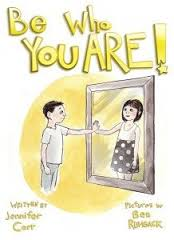 Be Who
YOU ARE!
WRITTEN BY
Jennifer
Carr
PICTURES BY
Ben
RUMBACK